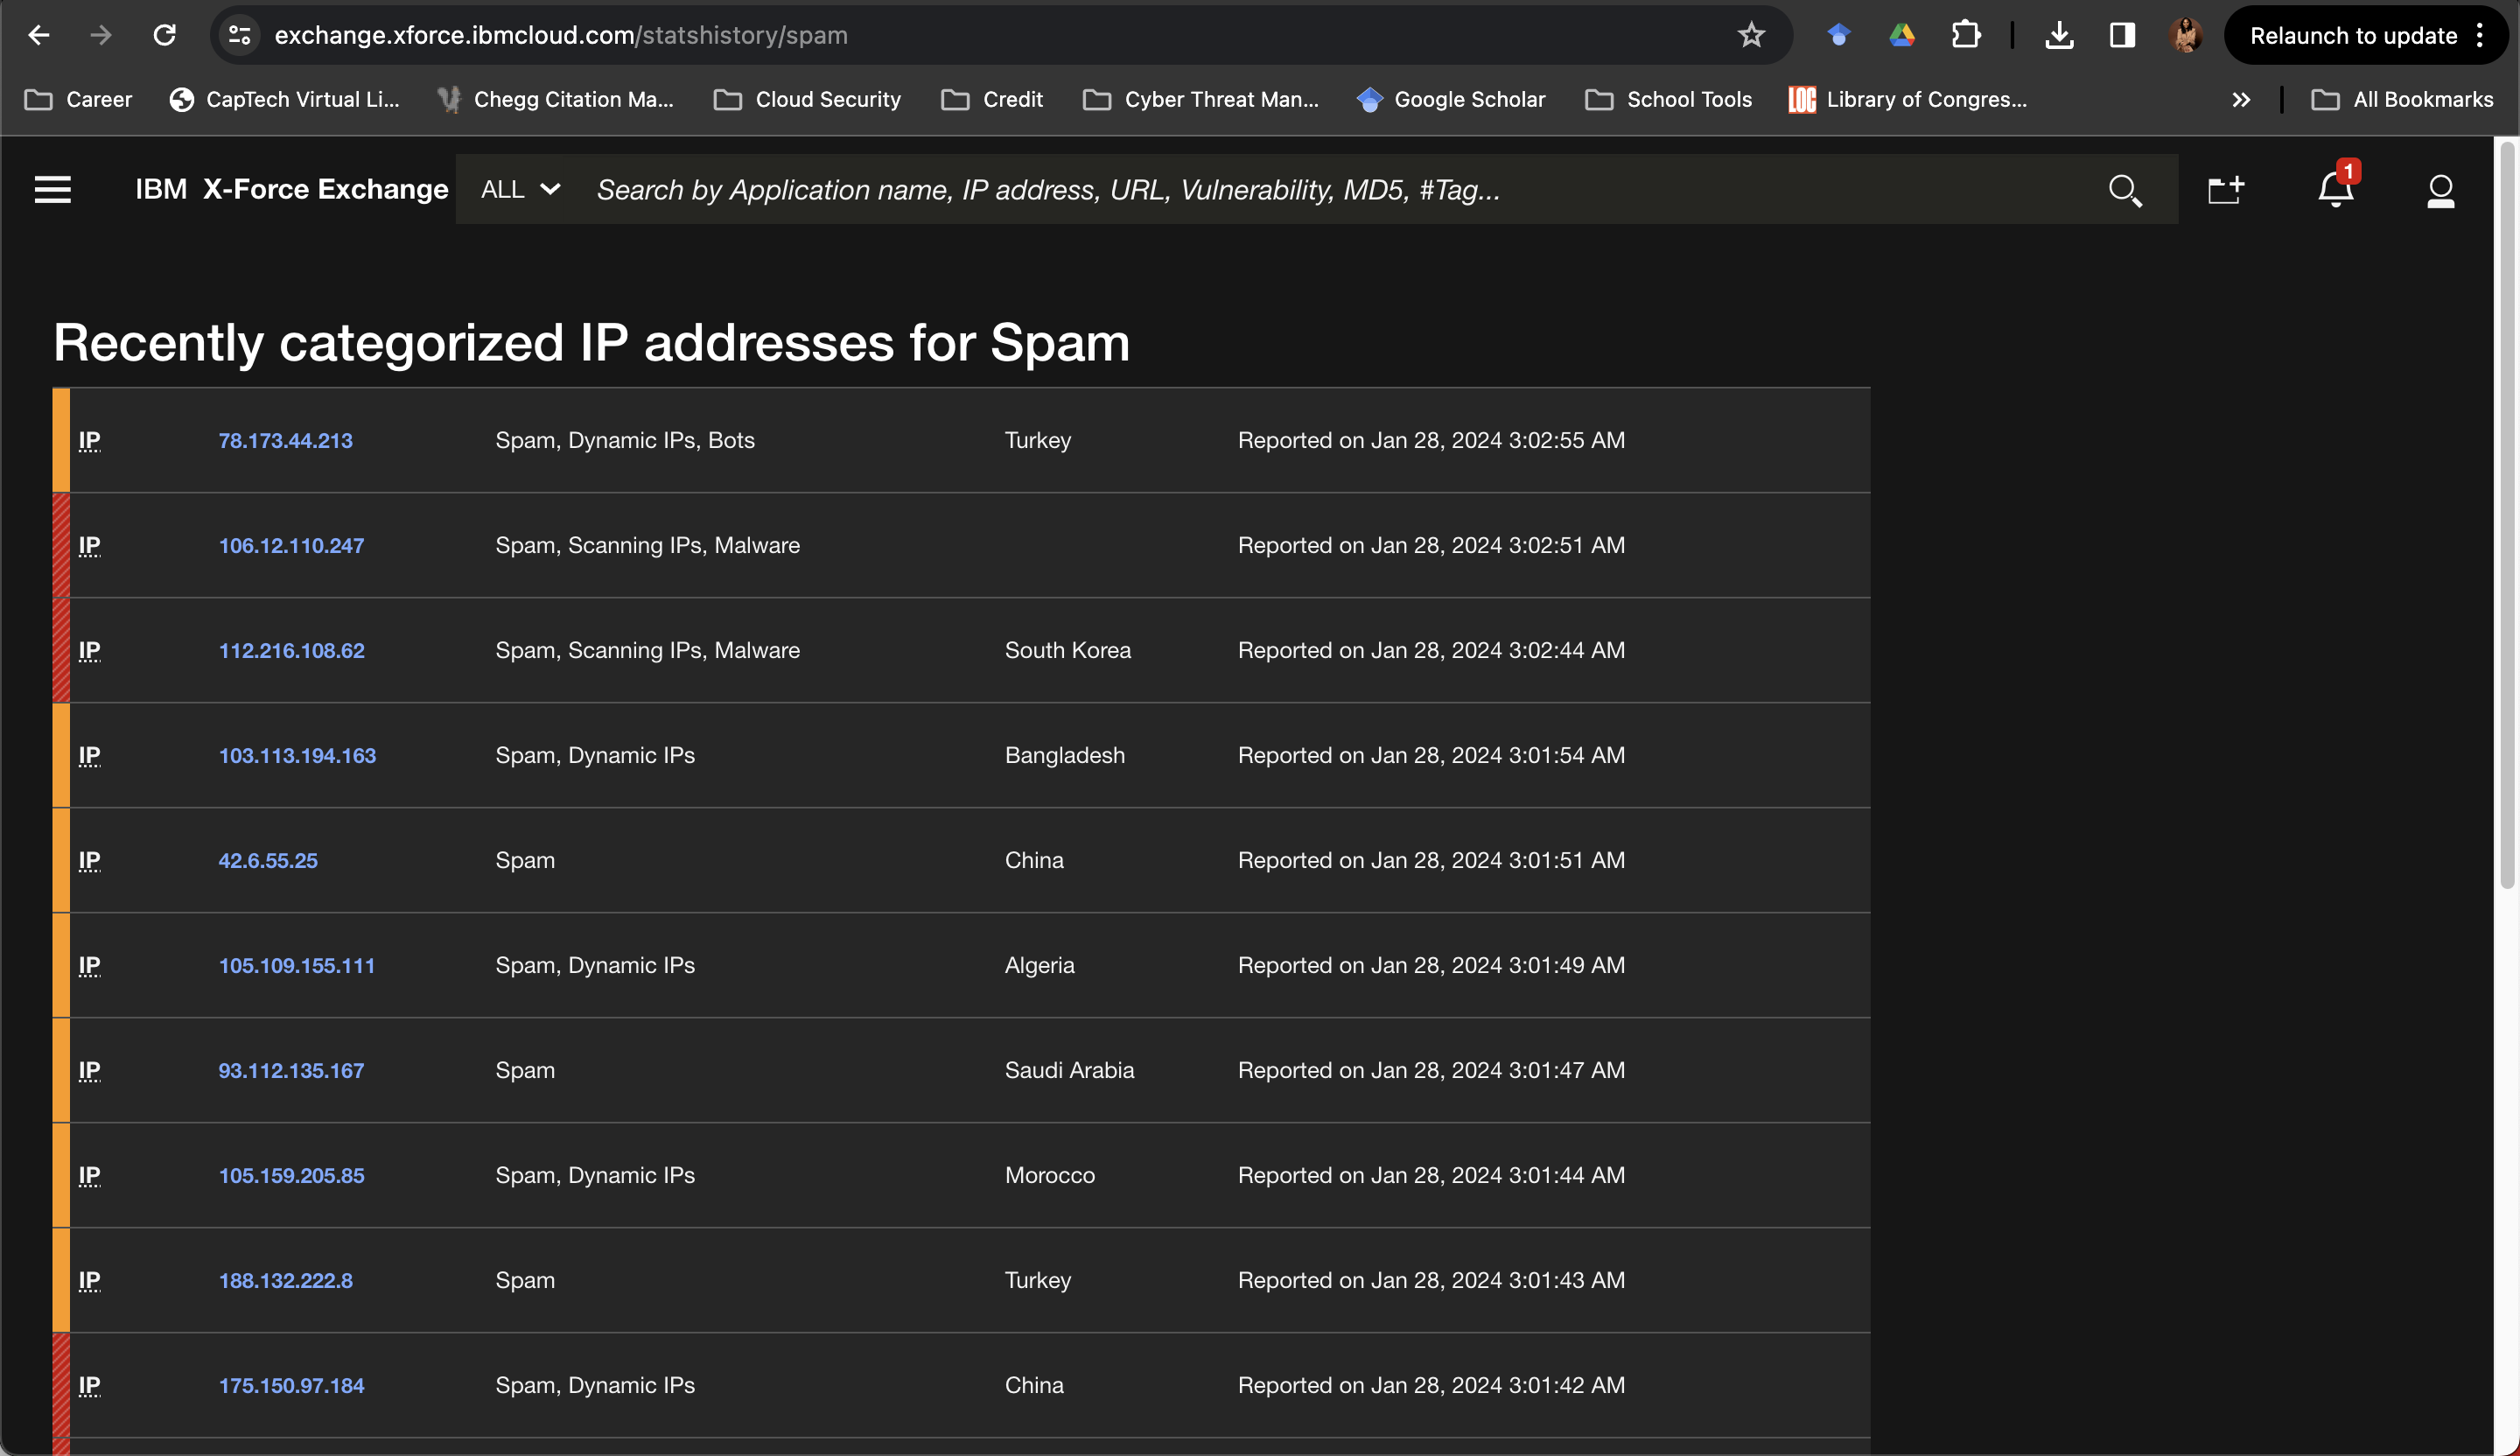 exchange.xforce.ibmcloud.com/statshistory/spam Relaunch to update
Career CapTech Virtual Li... Chegg Citation Ma... Cloud Security Credit Cyber Threat Man... Google Scholar School Tools LOC Library of Congres... All Bookmarks
IBM X-Force Exchange ALL Search by Application name, IP address, URL, Vulnerability, MD5, #Tag... 1
Recently categorized IP addresses for Spam
IP 78.173.44.213 Spam, Dynamic IPs, Bots Turkey Reported on Jan 28, 2024 3:02:55 AM
IP 106.12.110.247 Spam, Scanning IPs, Malware Reported on Jan 28, 2024 3:02:51 AM
IP 112.216.108.62 Spam, Scanning IPs, Malware South Korea Reported on Jan 28, 2024 3:02:44 AM
IP 103.113.194.163 Spam, Dynamic IPs Bangladesh Reported on Jan 28, 2024 3:01:54 AM
IP 42.6.55.25 Spam China Reported on Jan 28, 2024 3:01:51 AM
IP 105.109.155.111 Spam, Dynamic IPs Algeria Reported on Jan 28, 2024 3:01:49 AM
IP 93.112.135.167 Spam Saudi Arabia Reported on Jan 28, 2024 3:01:47 AM
IP 105.159.205.85 Spam, Dynamic IPs Morocco Reported on Jan 28, 2024 3:01:44 AM
IP 188.132.222.8 Spam Turkey Reported on Jan 28, 2024 3:01:43 AM
IP 175.150.97.184 Spam, Dynamic IPs China Reported on Jan 28, 2024 3:01:42 AM